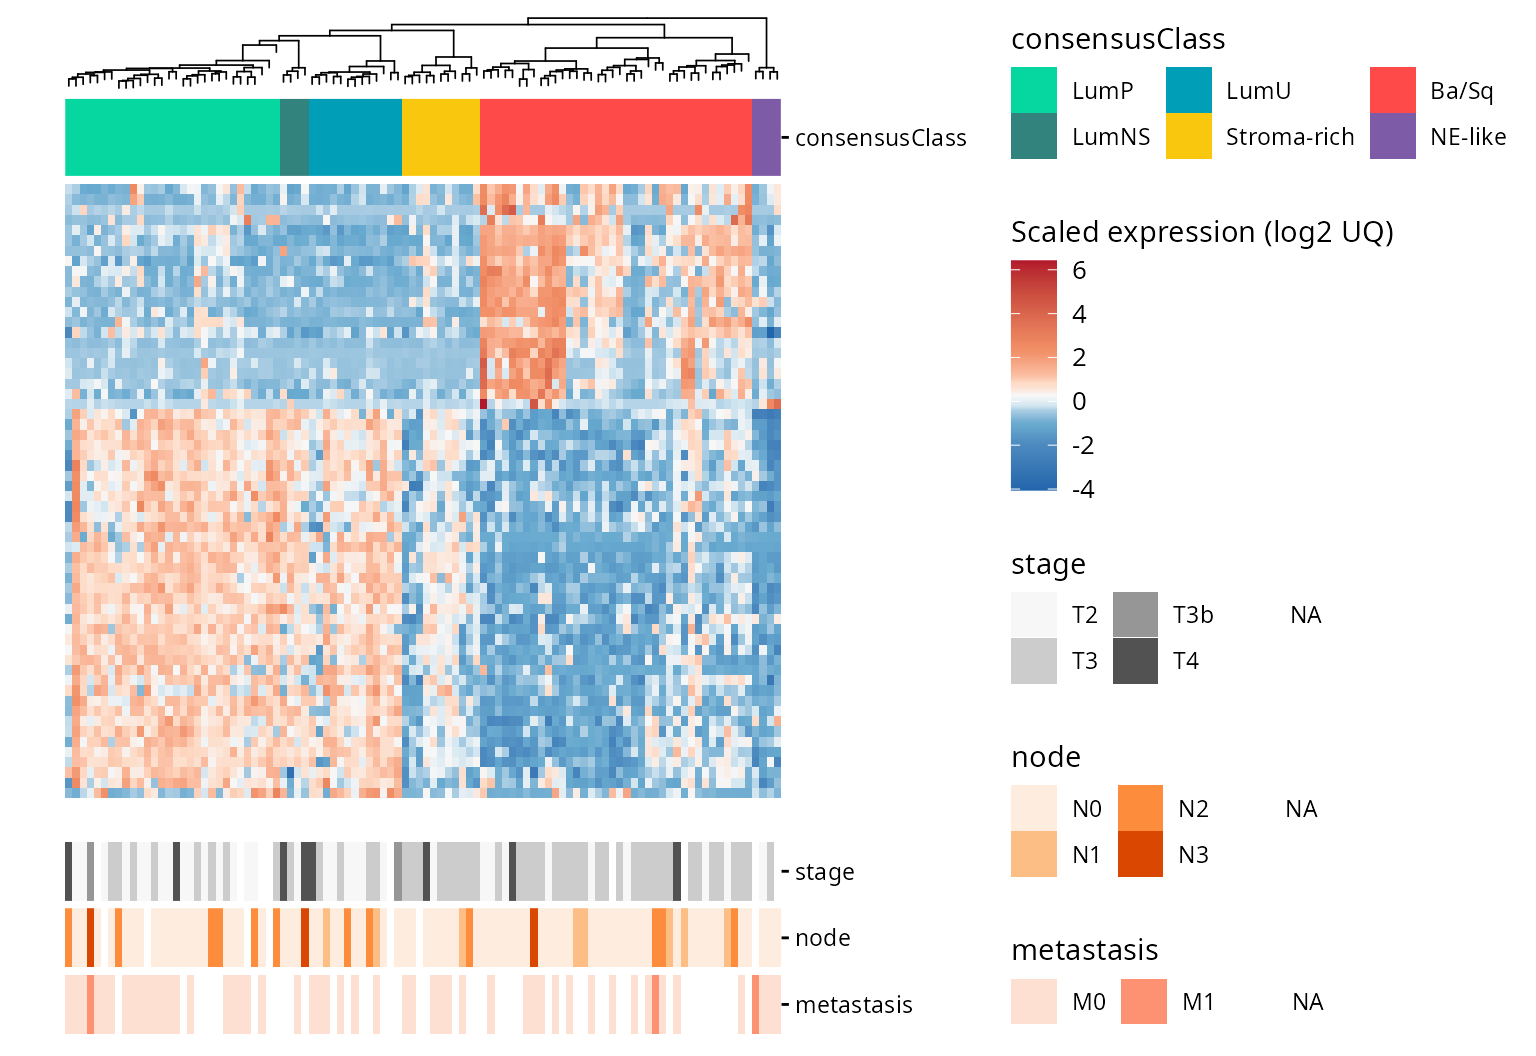 consensusClass
consensusClass
LumP LumU Ba/Sq
LumNS Stroma-rich NE-like
Scaled expression (log2 UQ)
6
4
2
0
-2
-4
stage
T2 T3b NA
T3 T4
stage
node
N0 N2 NA
N1 N3
node
metastasis
M0 M1 NA
metastasis